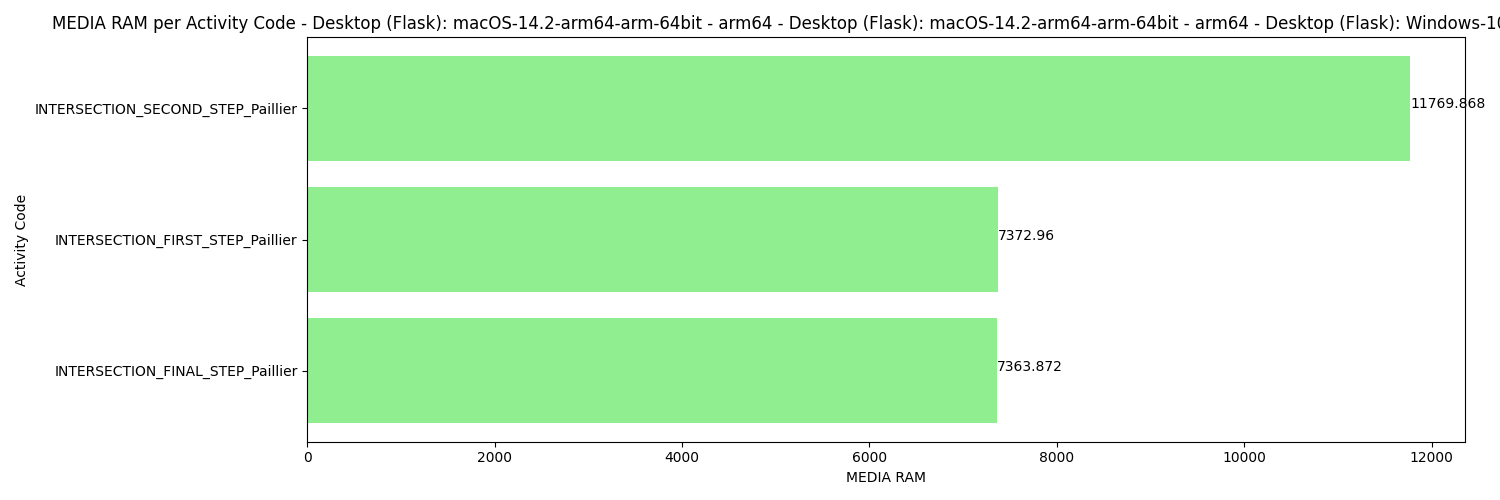 MEDIA RAM per Activity Code - Desktop (Flask): macOS-14.2-arm64-arm-64bit - arm64 - Desktop (Flask): macOS-14.2-arm64-arm-64bit - arm64 - Desktop (Flask): Windows-10
INTERSECTION_SECOND_STEP_Paillier
11769.868
INTERSECTION_FIRST_STEP_Paillier
7372.96
INTERSECTION_FINAL_STEP_Paillier
7363.872
Activity Code
0 2000 4000 6000 8000 10000 12000
MEDIA RAM